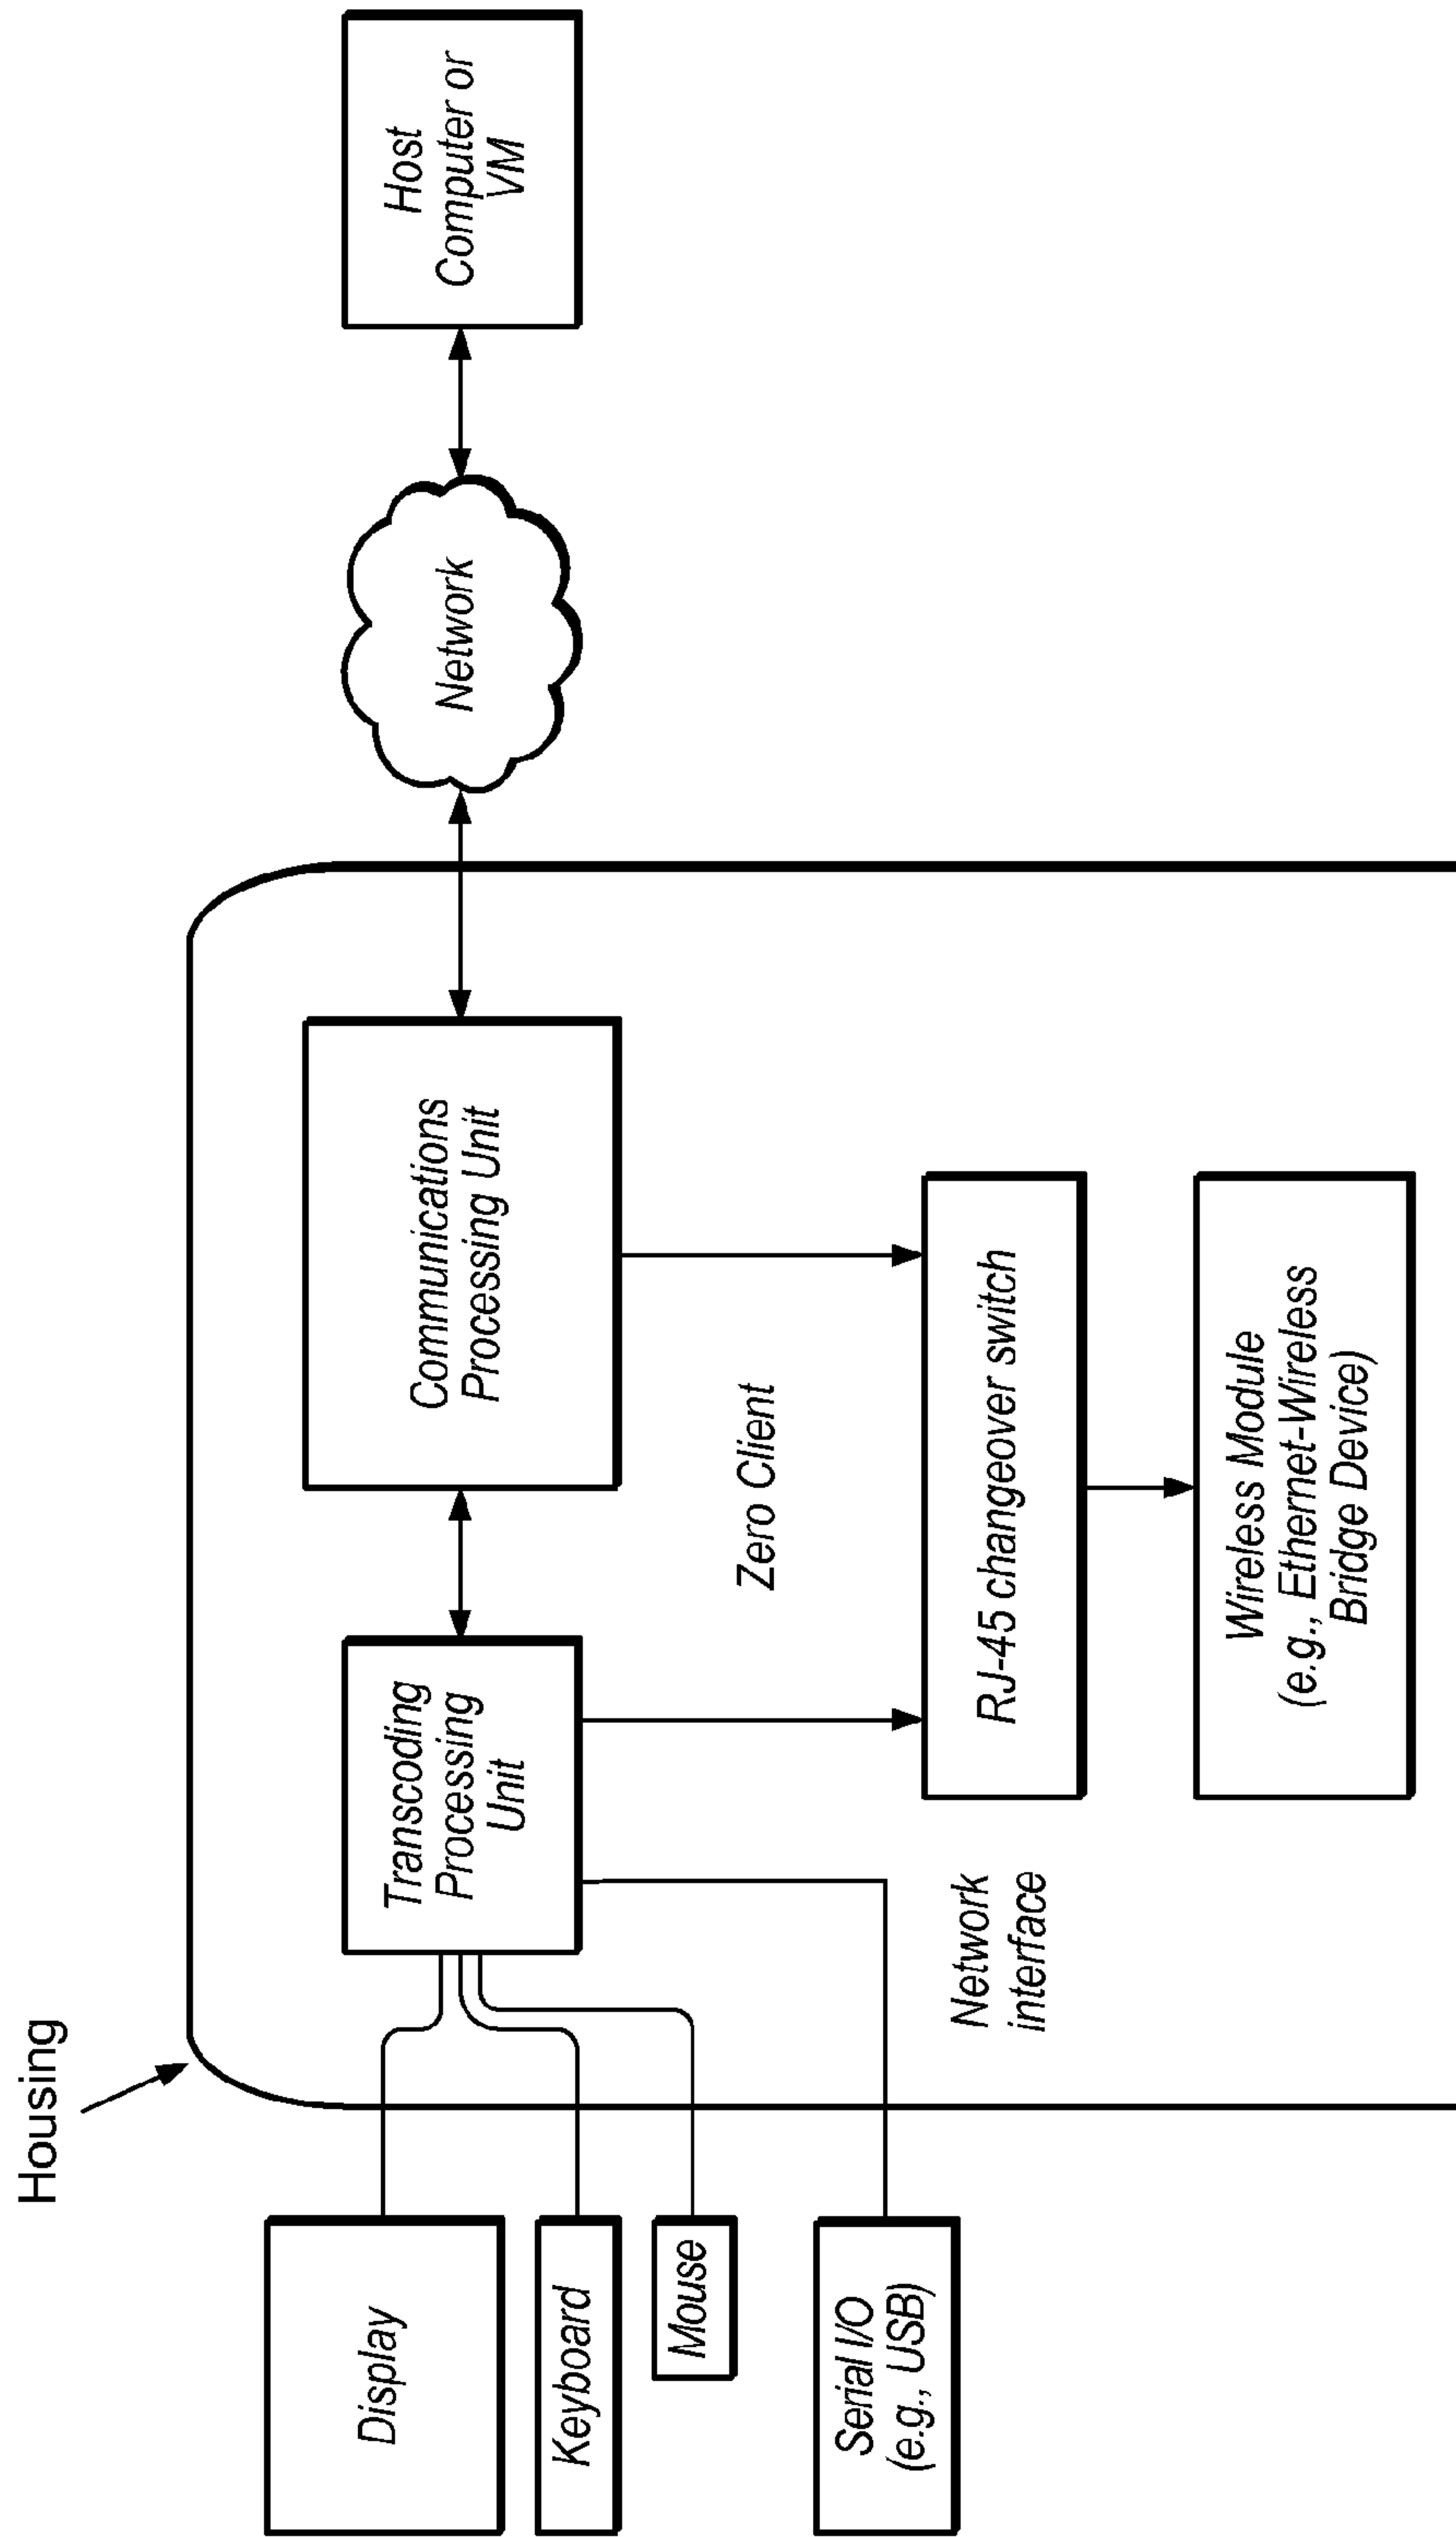 Housing
Display
Keyboard
Mouse
Serial I/O
(e.g., USB)
Transcoding
Processing
Unit
Communications
Processing Unit
Network
Host
Computer or
VM
Zero Client
Network
interface
RJ-45 changeover switch
Wireless Module
(e.g., Ethernet-Wireless
Bridge Device)